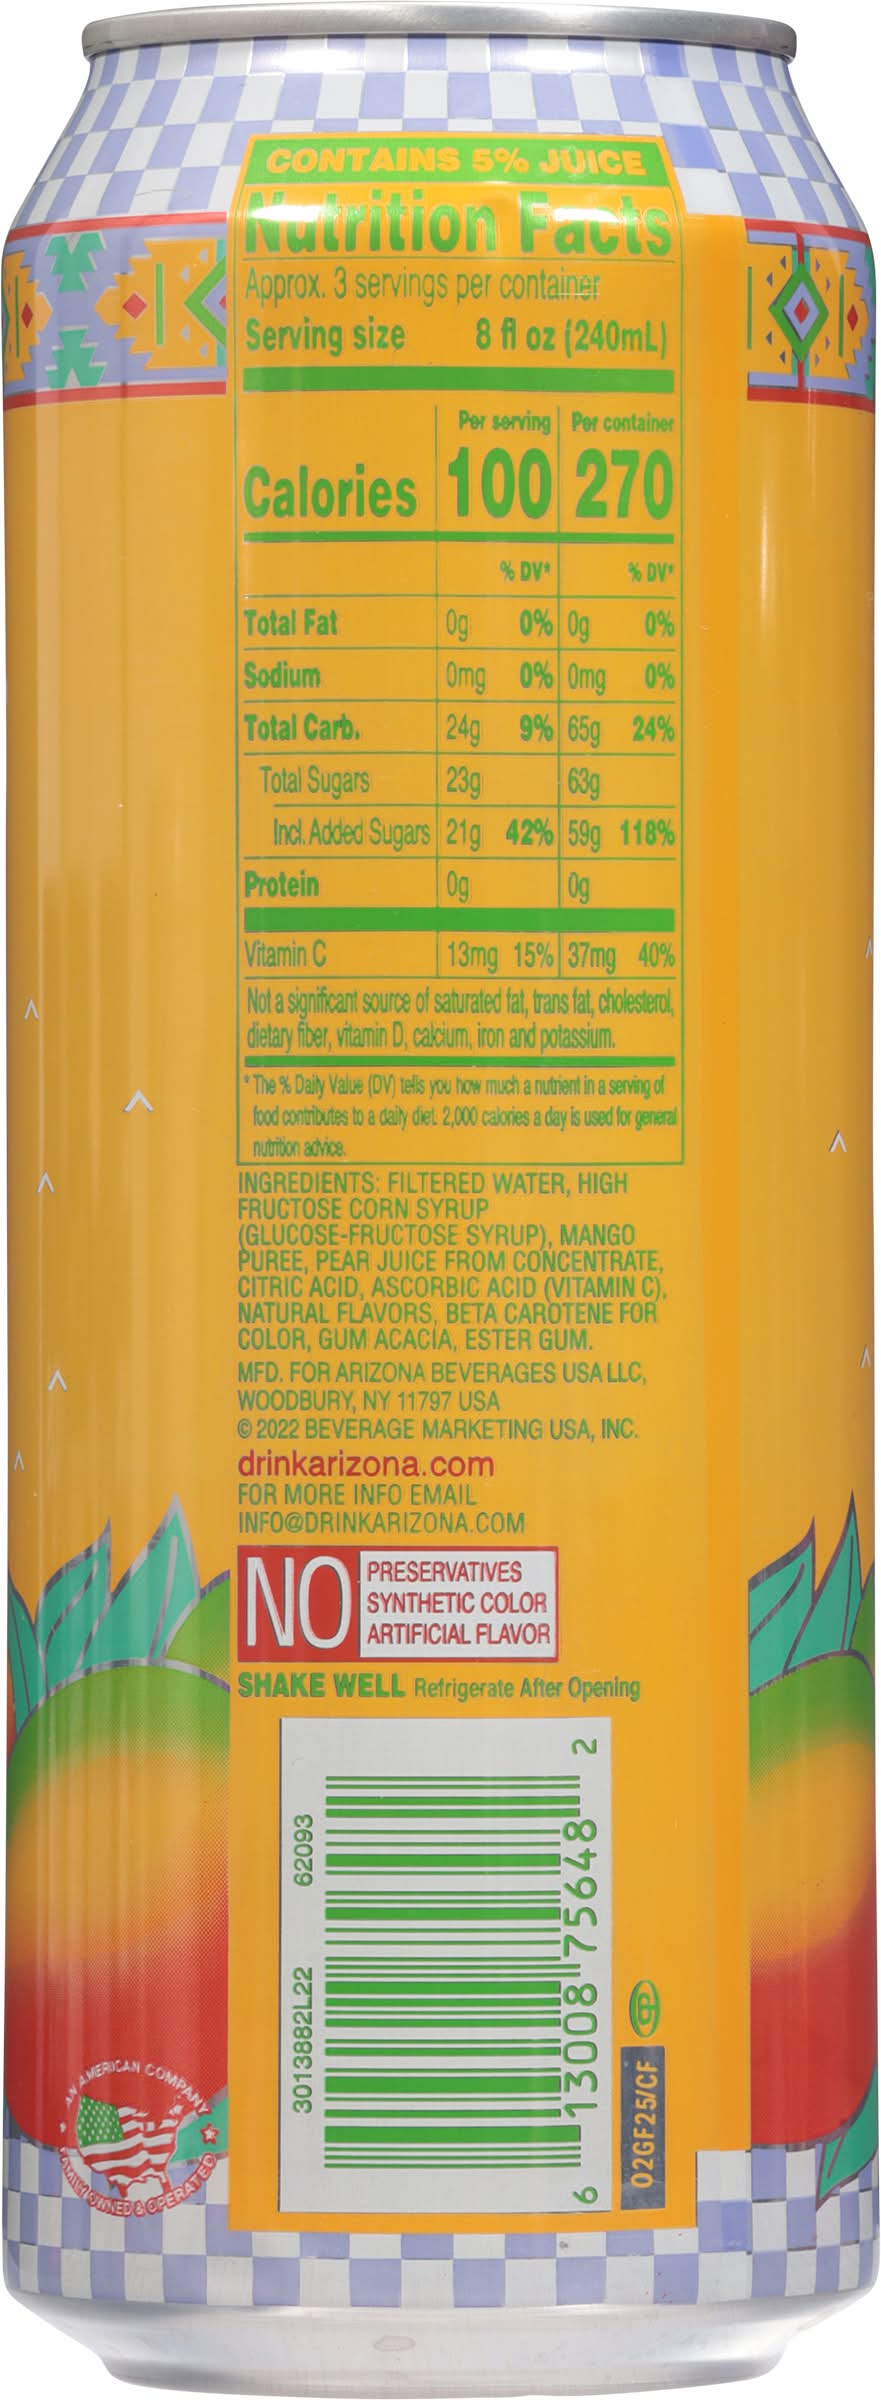 CONTAINS 5% JUICE
Nutrition Facts
Approx. 3 servings per container
Serving size 8 fl oz (240mL)
Per serving Per container
Calories 100 270
% DV* % DV*
Total Fat 0g 0% 0g 0%
Sodium 0mg 0% 0mg 0%
Total Carb. 24g 9% 65g 24%
Total Sugars 23g 63g
Incl. Added Sugars 21g 42% 59g 118%
Protein 0g 0g
Vitamin C 13mg 15% 37mg 40%
Not a significant source of saturated fat, trans fat, cholesterol,
dietary fiber, vitamin D, calcium, iron and potassium.
* The % Daily Value (DV) tells you how much a nutrient in a serving of
food contributes to a daily diet. 2,000 calories a day is used for general
nutrition advice.
INGREDIENTS: FILTERED WATER, HIGH
FRUCTOSE CORN SYRUP
(GLUCOSE-FRUCTOSE SYRUP), MANGO
PUREE, PEAR JUICE FROM CONCENTRATE,
CITRIC ACID, ASCORBIC ACID (VITAMIN C),
NATURAL FLAVORS, BETA CAROTENE FOR
COLOR, GUM ACACIA, ESTER GUM.
MFD. FOR ARIZONA BEVERAGES USA LLC,
WOODBURY, NY 11797 USA
© 2022 BEVERAGE MARKETING USA, INC.
drinkarizona.com
FOR MORE INFO EMAIL
INFO@DRINKARIZONA.COM
NO PRESERVATIVES
SYNTHETIC COLOR
ARTIFICIAL FLAVOR
SHAKE WELL Refrigerate After Opening
3013882L22 62093
6 13008 75648 2
02GF25/CF
AN AMERICAN COMPANY
FAMILY OWNED & OPERATED